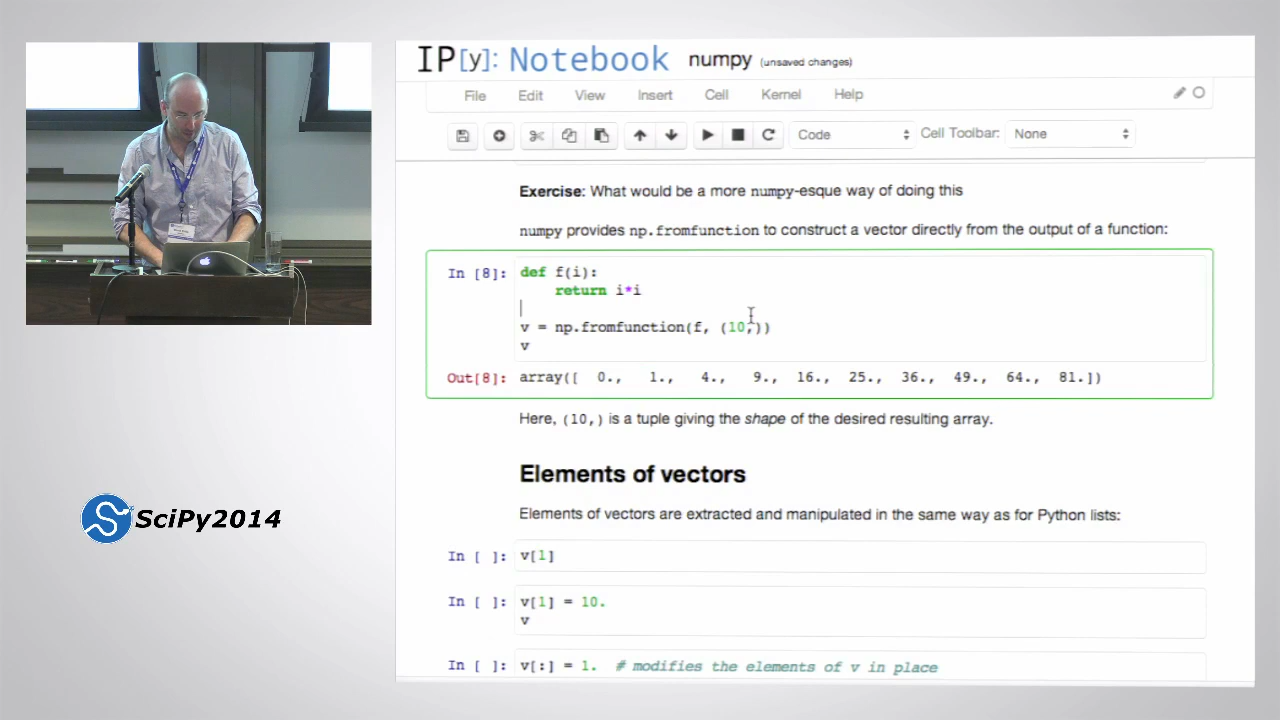 IP[y]: Notebook numpy (unsaved changes)
File Edit View Insert Cell Kernel Help
Code Cell Toolbar: None
Exercise: What would be a more numpy-esque way of doing this
numpy provides np.fromfunction to construct a vector directly from the output of a function:
In [8]: def f(i):
return i*i
v = np.fromfunction(f, (10,))
v
Out[8]: array([ 0., 1., 4., 9., 16., 25., 36., 49., 64., 81.])
Here, (10,) is a tuple giving the shape of the desired resulting array.
Elements of vectors
Elements of vectors are extracted and manipulated in the same way as for Python lists:
In [ ]: v[1]
In [ ]: v[1] = 10.
v
In [ ]: v[:] = 1. # modifies the elements of v in place
SciPy2014